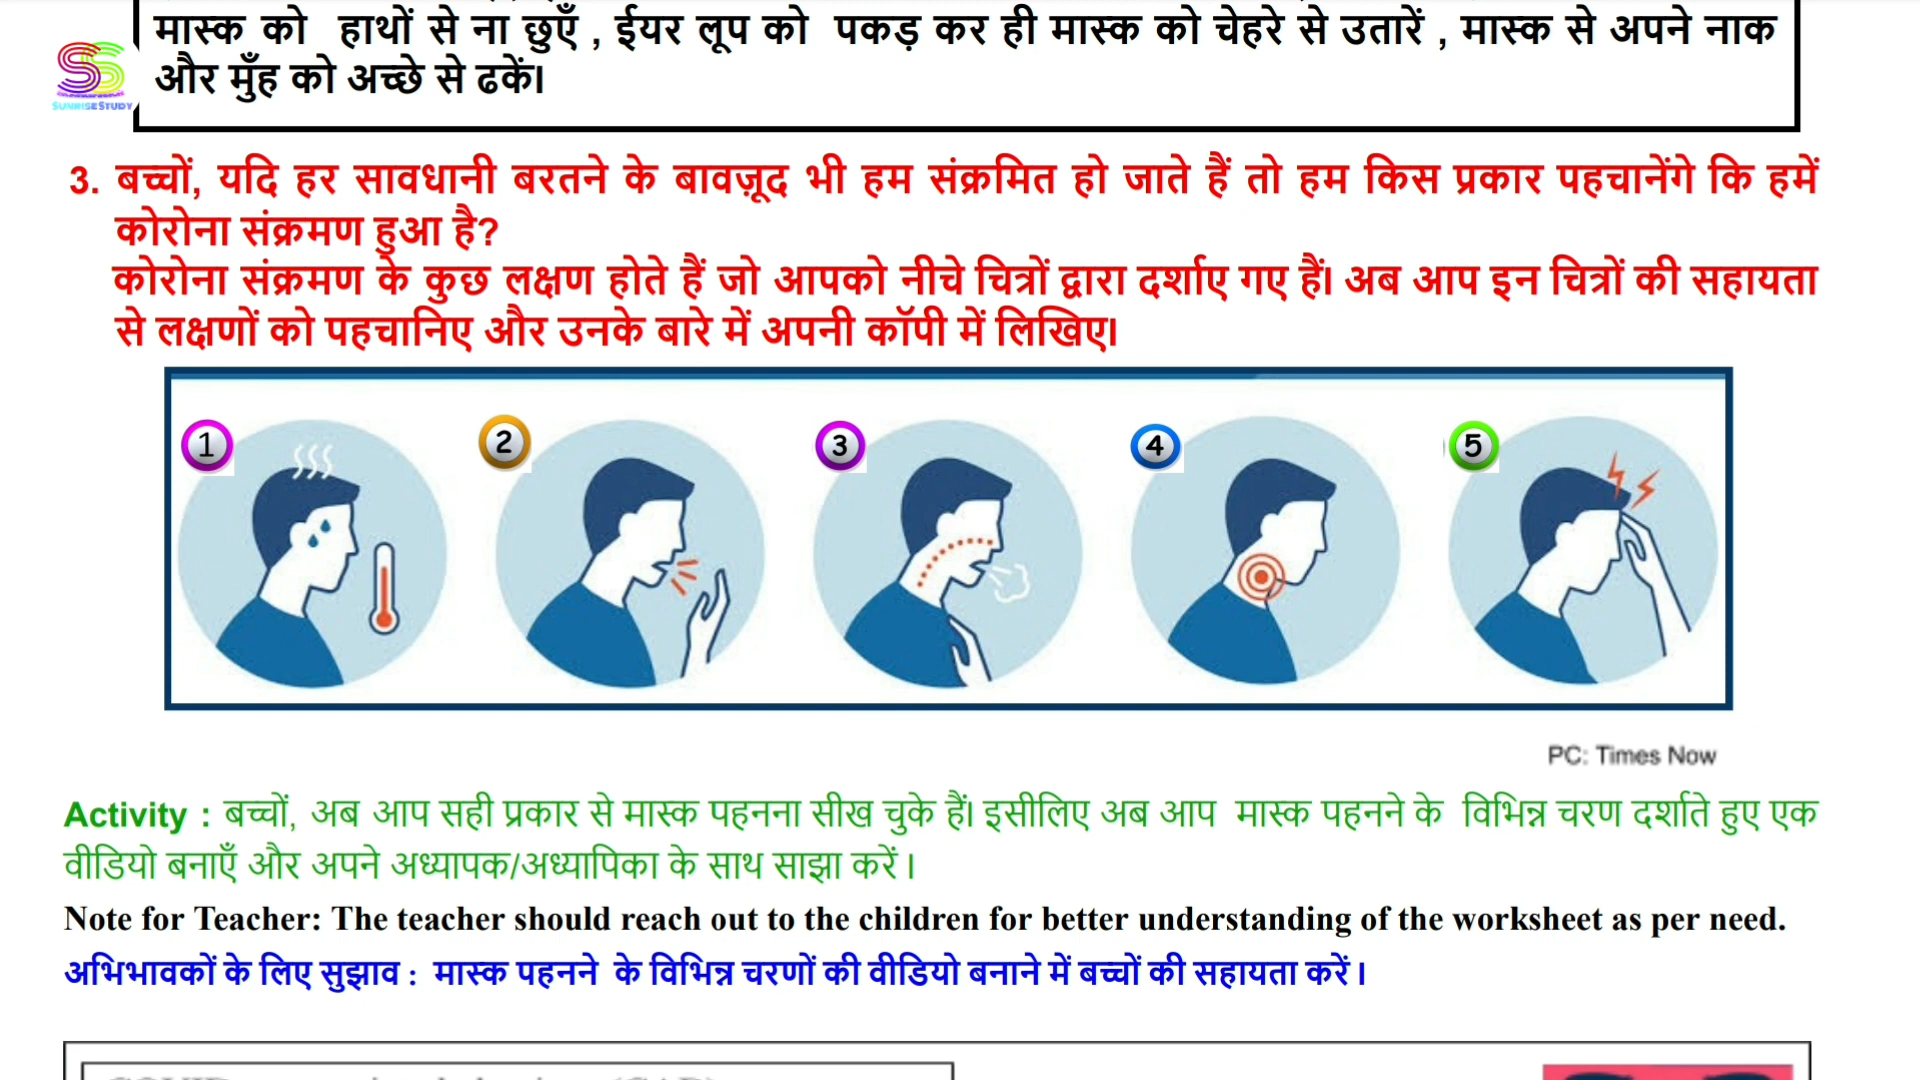 मास्क को हाथों से ना छुएँ , ईयर लूप को पकड़ कर ही मास्क को चेहरे से उतारें , मास्क से अपने नाक
और मुँह को अच्छे से ढकें।
SUNRISE STUDY
3. बच्चों, यदि हर सावधानी बरतने के बावज़ूद भी हम संक्रमित हो जाते हैं तो हम किस प्रकार पहचानेंगे कि हमें
कोरोना संक्रमण हुआ है?
कोरोना संक्रमण के कुछ लक्षण होते हैं जो आपको नीचे चित्रों द्वारा दर्शाए गए हैं। अब आप इन चित्रों की सहायता
से लक्षणों को पहचानिए और उनके बारे में अपनी कॉपी में लिखिए।
1 2 3 4 5
PC: Times Now
Activity : बच्चों, अब आप सही प्रकार से मास्क पहनना सीख चुके हैं। इसीलिए अब आप मास्क पहनने के विभिन्न चरण दर्शाते हुए एक
वीडियो बनाएँ और अपने अध्यापक/अध्यापिका के साथ साझा करें ।
Note for Teacher: The teacher should reach out to the children for better understanding of the worksheet as per need.
अभिभावकों के लिए सुझाव : मास्क पहनने के विभिन्न चरणों की वीडियो बनाने में बच्चों की सहायता करें ।